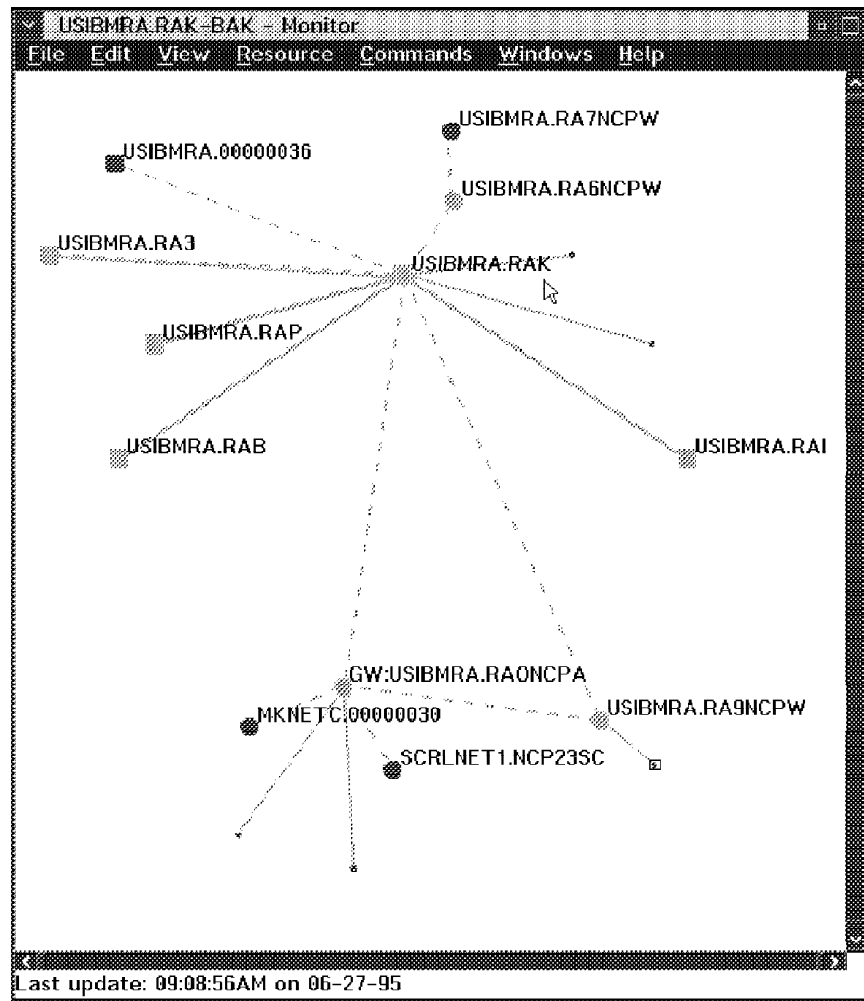 USIBMRA.RAK-BAK - Monitor
File Edit View Resource Commands Windows Help
USIBMRA.RA7NCPW
USIBMRA.00000036
USIBMRA.RA6NCPW
USIBMRA.RA3
USIBMRA.RAK
USIBMRA.RAP
USIBMRA.RAB
USIBMRA.RAI
GW:USIBMRA.RA0NCPA
MKNETC.00000030
USIBMRA.RA9NCPW
SCRLNET1.NCP23SC
Last update: 09:08:56AM on 06-27-95